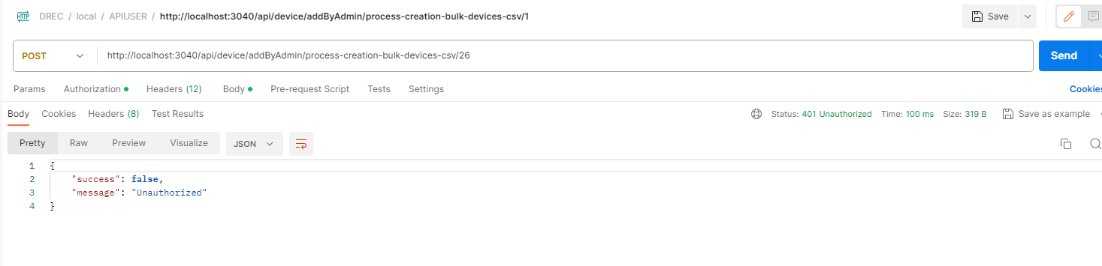 HTTP DREC / local / APIUSER / http://localhost:3040/api/device/addByAdmin/process-creation-bulk-devices-csv/1 Save
POST http://localhost:3040/api/device/addByAdmin/process-creation-bulk-devices-csv/26 Send
Params Authorization Headers (12) Body Pre-request Script Tests Settings Cookies
Body Cookies Headers (8) Test Results Status: 401 Unauthorized Time: 100 ms Size: 319 B Save as example
Pretty Raw Preview Visualize JSON
1 {
2 "success": false,
3 "message": "Unauthorized"
4 }